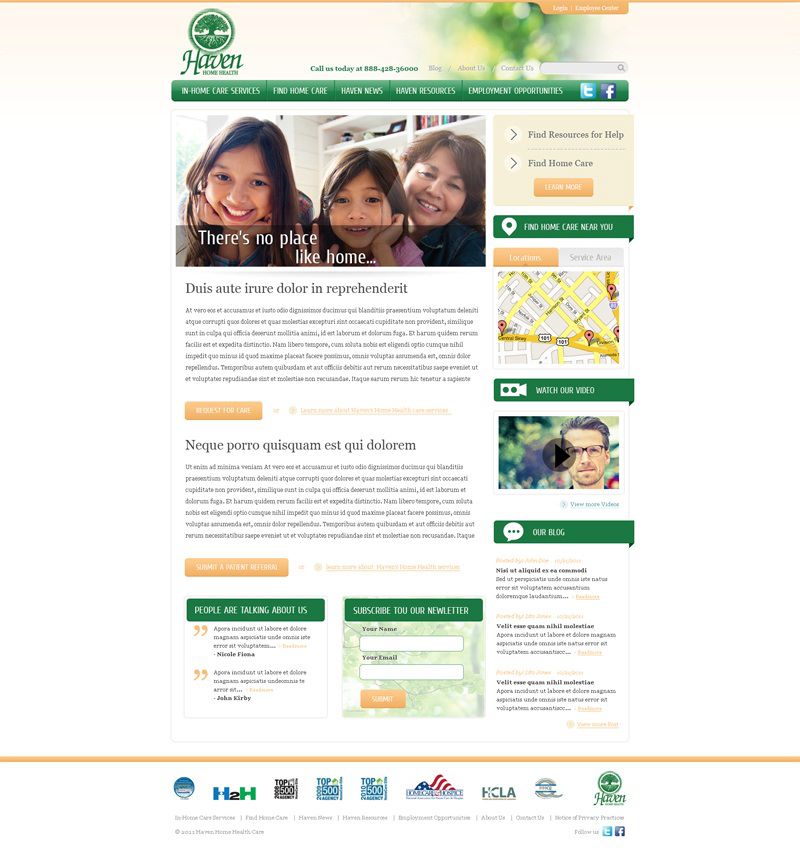 Login | Employee Center
Haven
HOME HEALTH
Call us today at 888-428-36000 Blog / About Us / Contact Us
IN-HOME CARE SERVICES FIND HOME CARE HAVEN NEWS HAVEN RESOURCES EMPLOYMENT OPPORTUNITIES
There's no place
like home...
Find Resources for Help
Find Home Care
LEARN MORE
FIND HOME CARE NEAR YOU
Locations Service Area
Central Skwy
101 101
Duis aute irure dolor in reprehenderit
At vero eos et accusamus et iusto odio dignissimos ducimus qui blanditiis praesentium voluptatum deleniti
atque corrupti quos dolores et quas molestias excepturi sint occaecati cupiditate non provident, similique
sunt in culpa qui officia deserunt mollitia animi, id est laborum et dolorum fuga. Et harum quidem rerum
facilis est et expedita distinctio. Nam libero tempore, cum soluta nobis est eligendi optio cumque nihil
impedit quo minus id quod maxime placeat facere possimus, omnis voluptas assumenda est, omnis dolor
repellendus. Temporibus autem quibusdam et aut officiis debitis aut rerum necessitatibus saepe eveniet ut
et voluptates repudiandae sint et molestiae non recusandae. Itaque earum rerum hic tenetur a sapiente
REQUEST FOR CARE or Learn more about Haven's Home Health care services
WATCH OUR VIDEO
View more Videos
Neque porro quisquam est qui dolorem
Ut enim ad minima veniam At vero eos et accusamus et iusto odio dignissimos ducimus qui blanditiis
praesentium voluptatum deleniti atque corrupti quos dolores et quas molestias excepturi sint occaecati
cupiditate non provident, similique sunt in culpa qui officia deserunt mollitia animi, id est laborum et
dolorum fuga. Et harum quidem rerum facilis est et expedita distinctio. Nam libero tempore, cum soluta
nobis est eligendi optio cumque nihil impedit quo minus id quod maxime placeat facere possimus, omnis
voluptas assumenda est, omnis dolor repellendus. Temporibus autem quibusdam et aut officiis debitis aut
rerum necessitatibus saepe eveniet ut et voluptates repudiandae sint et molestiae non recusandae. Itaque
SUBMIT A PATIENT REFERRAL or learn more about Haven's Home Health services
OUR BLOG
Posted by: John Doe
Nisi ut aliquid ex ea commodi
Sed ut perspiciatis unde omnis iste natus
error sit voluptatem accusantium
doloremque laudantium... - Readmore
Posted by: Lita Jones
Velit esse quam nihil molestiae
Apora incidunt ut labore et dolore magnam
aspiciatis unde omnis iste natus error sit
voluptatem accusantiscc... - Readmore
Posted by: Lita Jones
Velit esse quam nihil molestiae
Apora incidunt ut labore et dolore magnam
aspiciatis unde omnis iste natus error sit
voluptatem accusantiscc... - Readmore
View more Post
PEOPLE ARE TALKING ABOUT US
Apora incidunt ut labore et dolore
magnam aspiciatis unde omnis iste
error sit voluptatem... - Readmore
- Nicole Fiona
Apora incidunt ut labore et dolore
magnam aspiciatis undeomnis te
error sit... - Readmore
- John Kirby
SUBSCRIBE TOU OUR NEWLETTER
Your Name
Your Email
SUBMIT
H2H
TOP 500 AGENCY
TOP 500 AGENCY
TOP 500 AGENCY
HOMECARE&HOSPICE
HCLA
Haven
HOME HEALTH
In-Home Care Services | Find Home Care | Haven News | Haven Resources | Employment Opportunities | About Us | Contact Us | Notice of Privacy Practices
© 2011 Haven Home Health Care
Follow us